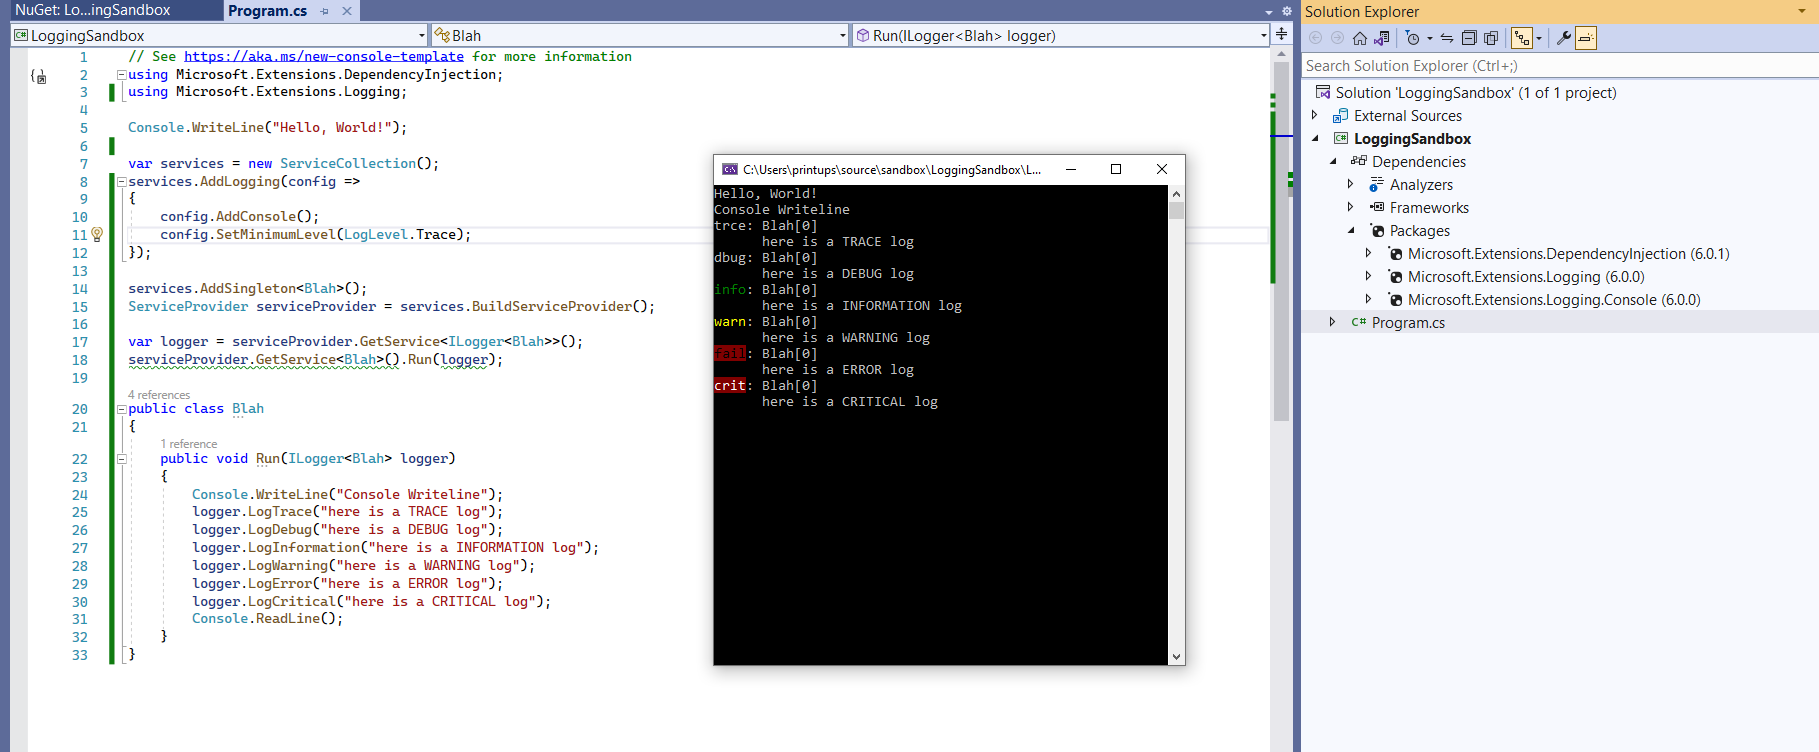 NuGet: Lo...ingSandbox
Program.cs
LoggingSandbox
Blah
Run(ILogger<Blah> logger)
1 // See https://aka.ms/new-console-template for more information
2 using Microsoft.Extensions.DependencyInjection;
3 using Microsoft.Extensions.Logging;
4
5 Console.WriteLine("Hello, World!");
6
7 var services = new ServiceCollection();
8 services.AddLogging(config =>
9 {
10 config.AddConsole();
11 config.SetMinimumLevel(LogLevel.Trace);
12 });
13
14 services.AddSingleton<Blah>();
15 ServiceProvider serviceProvider = services.BuildServiceProvider();
16
17 var logger = serviceProvider.GetService<ILogger<Blah>>();
18 serviceProvider.GetService<Blah>().Run(logger);
19
4 references
20 public class Blah
21 {
1 reference
22 public void Run(ILogger<Blah> logger)
23 {
24 Console.WriteLine("Console Writeline");
25 logger.LogTrace("here is a TRACE log");
26 logger.LogDebug("here is a DEBUG log");
27 logger.LogInformation("here is a INFORMATION log");
28 logger.LogWarning("here is a WARNING log");
29 logger.LogError("here is a ERROR log");
30 logger.LogCritical("here is a CRITICAL log");
31 Console.ReadLine();
32 }
33 }
C:\Users\printups\source\sandbox\LoggingSandbox\L...
Hello, World!
Console Writeline
trce: Blah[0]
here is a TRACE log
dbug: Blah[0]
here is a DEBUG log
info: Blah[0]
here is a INFORMATION log
warn: Blah[0]
here is a WARNING log
fail: Blah[0]
here is a ERROR log
crit: Blah[0]
here is a CRITICAL log
Solution Explorer
Search Solution Explorer (Ctrl+;)
Solution 'LoggingSandbox' (1 of 1 project)
External Sources
C# LoggingSandbox
Dependencies
Analyzers
Frameworks
Packages
Microsoft.Extensions.DependencyInjection (6.0.1)
Microsoft.Extensions.Logging (6.0.0)
Microsoft.Extensions.Logging.Console (6.0.0)
C# Program.cs